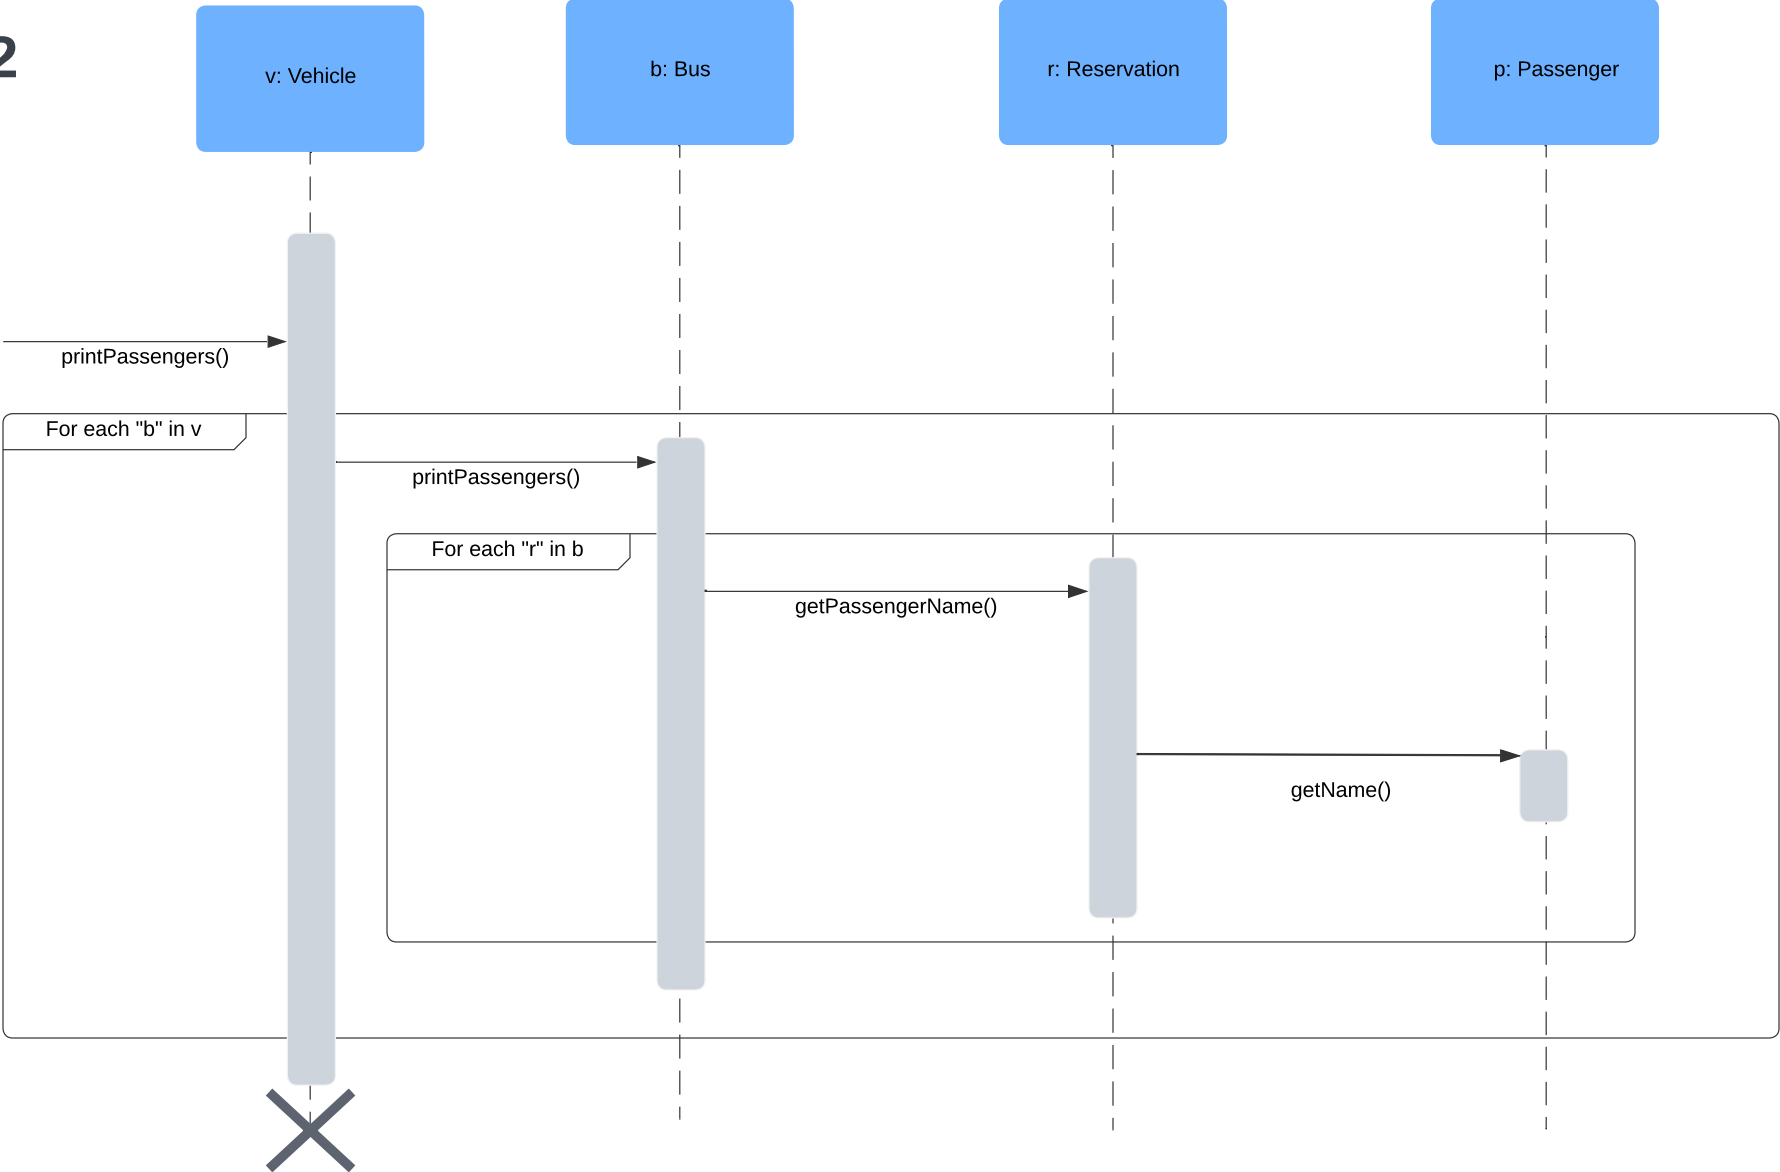 2
v: Vehicle
b: Bus
r: Reservation
p: Passenger
printPassengers()
For each "b" in v
printPassengers()
For each "r" in b
getPassengerName()
getName()